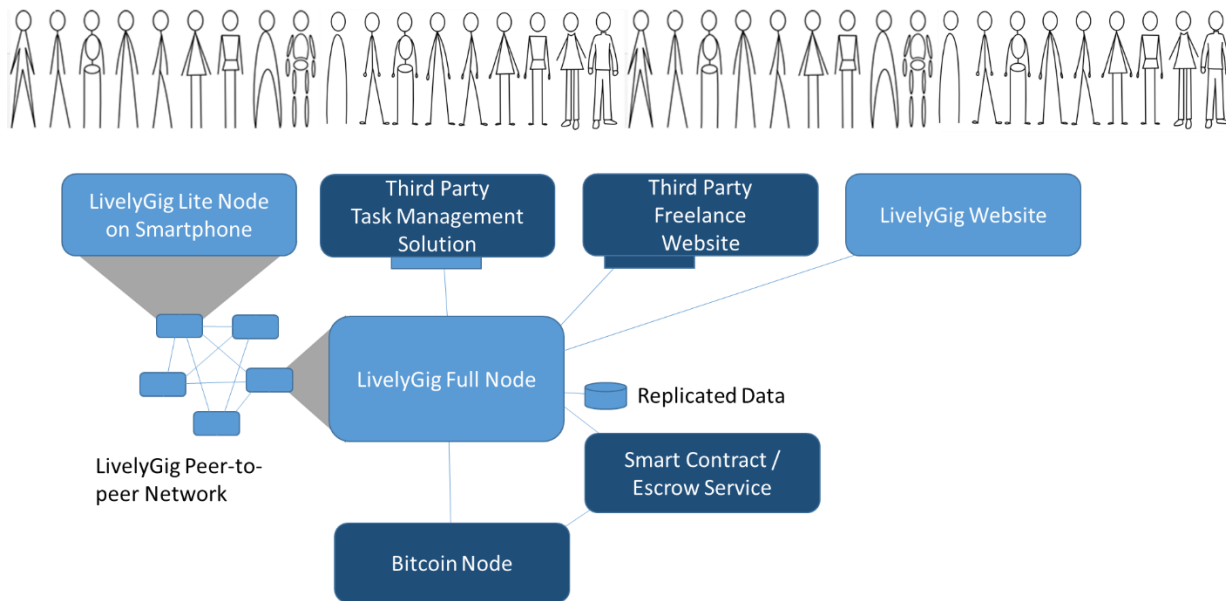 LivelyGig Lite Node
on Smartphone
Third Party
Task Management
Solution
Third Party
Freelance
Website
LivelyGig Website
LivelyGig Full Node
Replicated Data
LivelyGig Peer-to-
peer Network
Smart Contract /
Escrow Service
Bitcoin Node